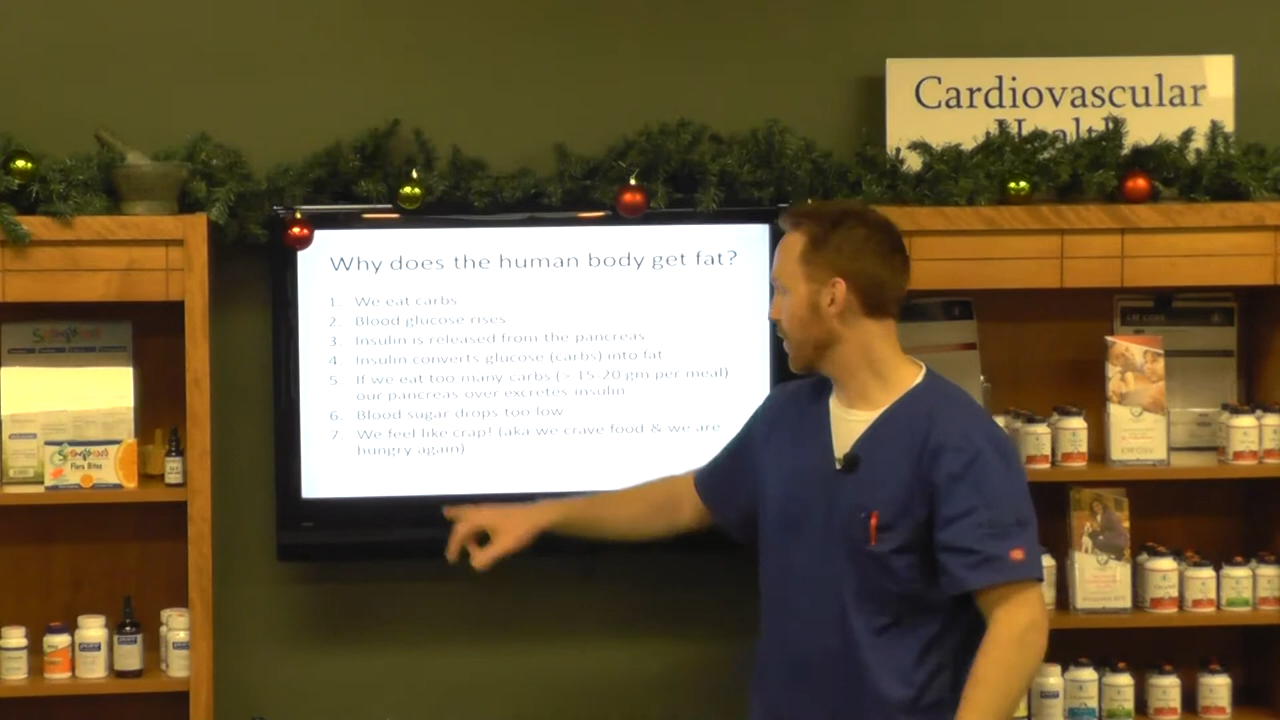 Cardiovascular
Health
Why does the human body get fat?
1. We eat carbs
2. Blood glucose rises
3. Insulin is released from the pancreas
4. Insulin converts glucose (carbs) into fat
5. If we eat too many carbs (> 15-20 gm per meal)
our pancreas over excretes insulin
6. Blood sugar drops too low
7. We feel like crap! (aka we crave food & we are
hungry again)
Flora Bites